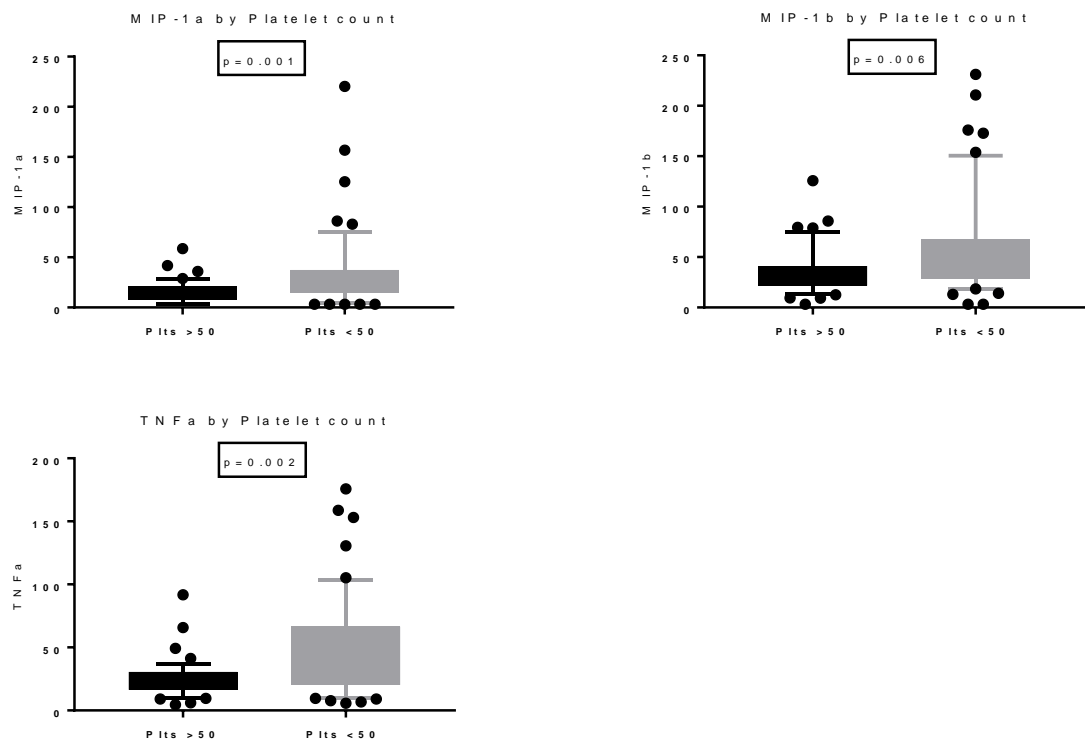 MIP-1a by Platelet count
p=0.001
250
200
150
100
50
0
MIP-1a
Plts >50
Plts <50
MIP-1b by Platelet count
p=0.006
250
200
150
100
50
0
MIP-1b
Plts >50
Plts <50
TNFa by Platelet count
p=0.002
200
150
100
50
0
TNFa
Plts >50
Plts <50